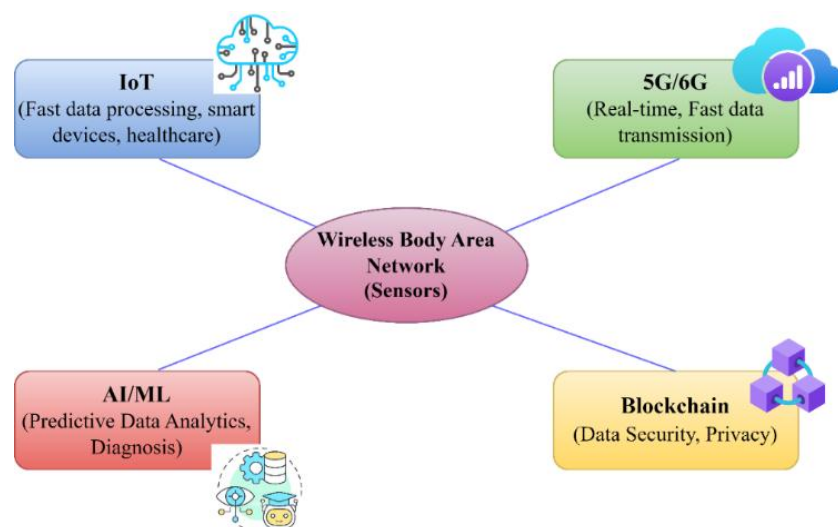 IoT
(Fast data processing, smart
devices, healthcare)
5G/6G
(Real-time, Fast data
transmission)
Wireless Body Area
Network
(Sensors)
AI/ML
(Predictive Data Analytics,
Diagnosis)
Blockchain
(Data Security, Privacy)